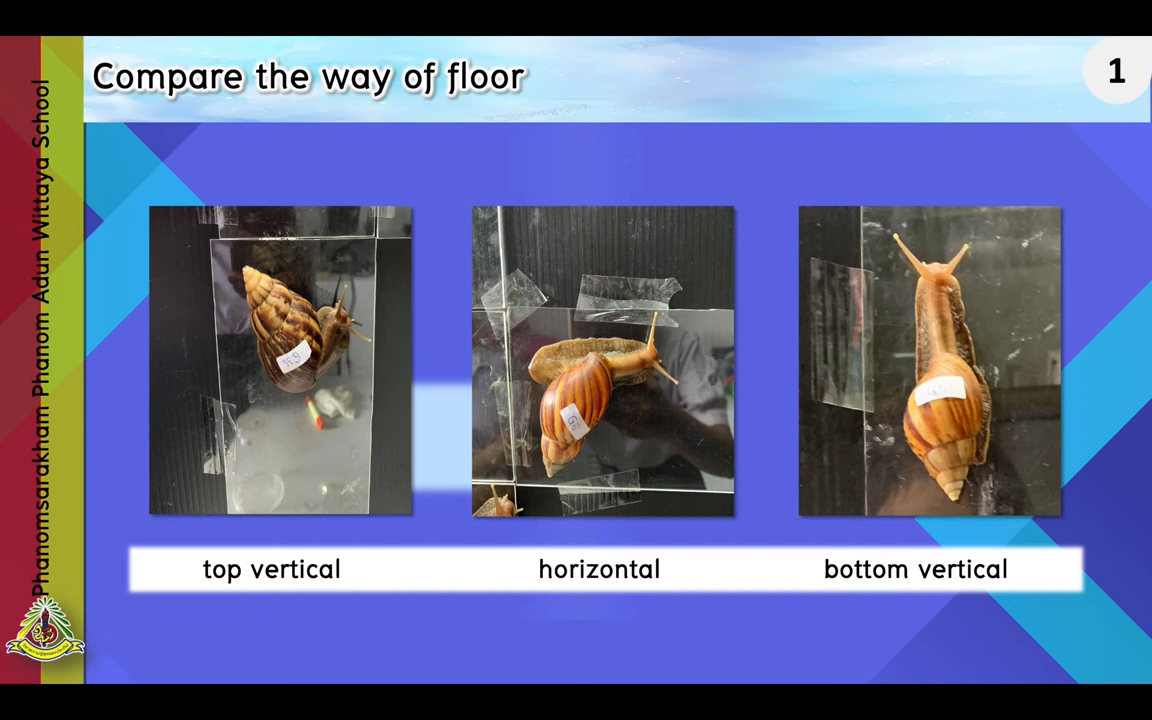 Compare the way of floor
1
Phanomsarakham Phanom Adun Wittaya School
top vertical
horizontal
bottom vertical